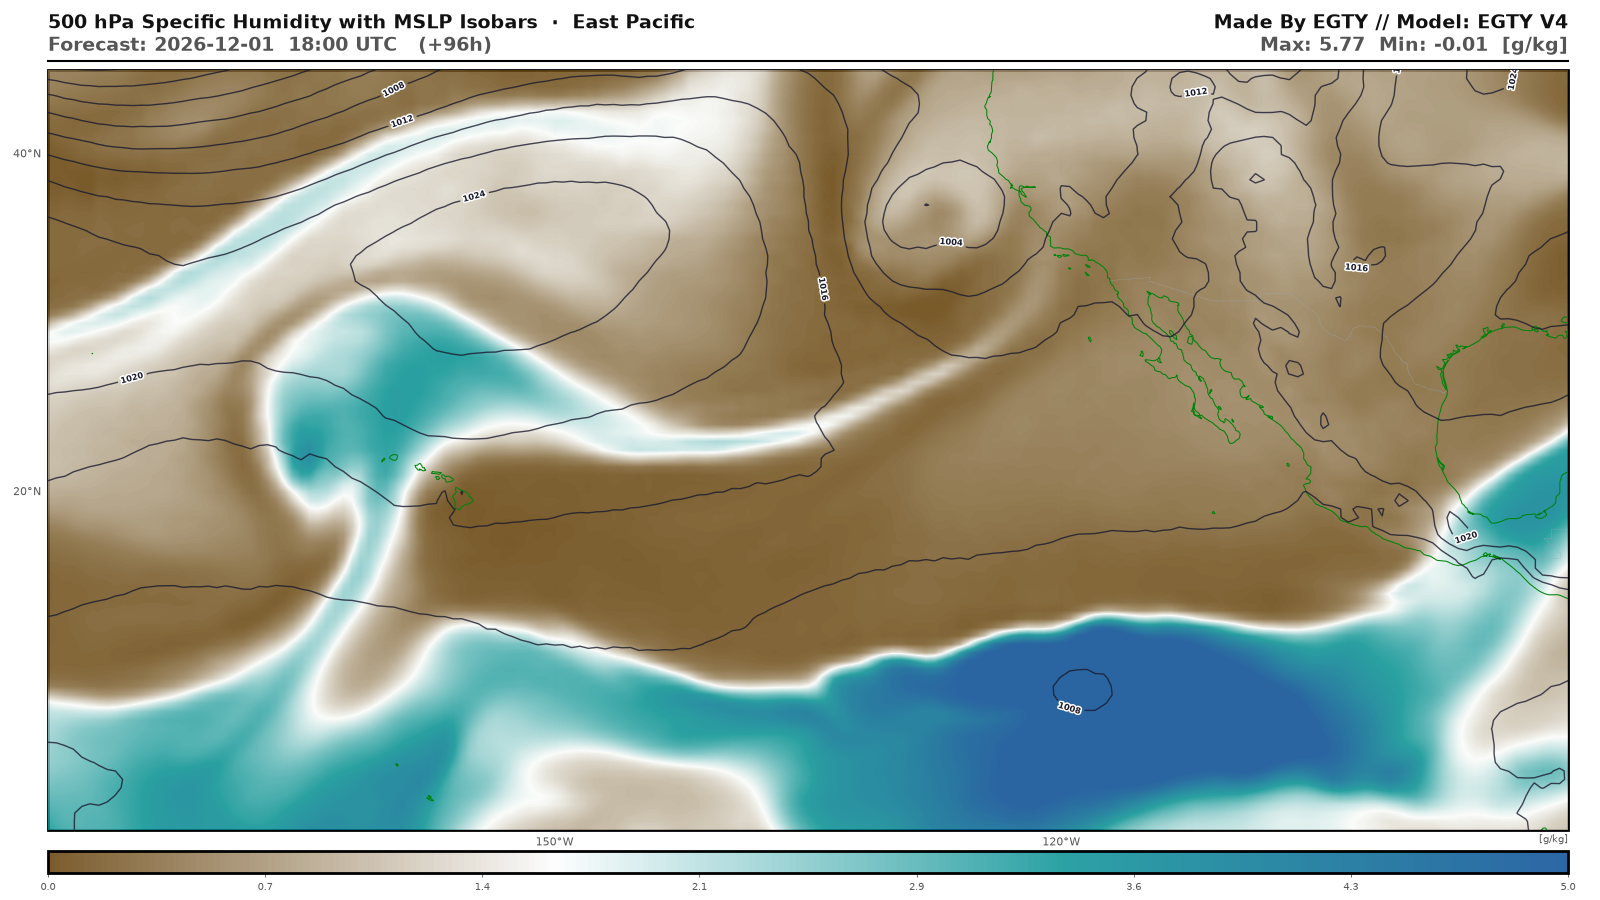 500 hPa Specific Humidity with MSLP Isobars · East Pacific
Made By EGTY // Model: EGTY V4
Forecast: 2026-12-01 18:00 UTC (+96h)
Max: 5.77 Min: -0.01 [g/kg]
1008
1012
1024
1012
40°N
1024
1004
1016
1016
1020
20°N
1020
1008
150°W
120°W
[g/kg]
0.0
0.7
1.4
2.1
2.9
3.6
4.3
5.0